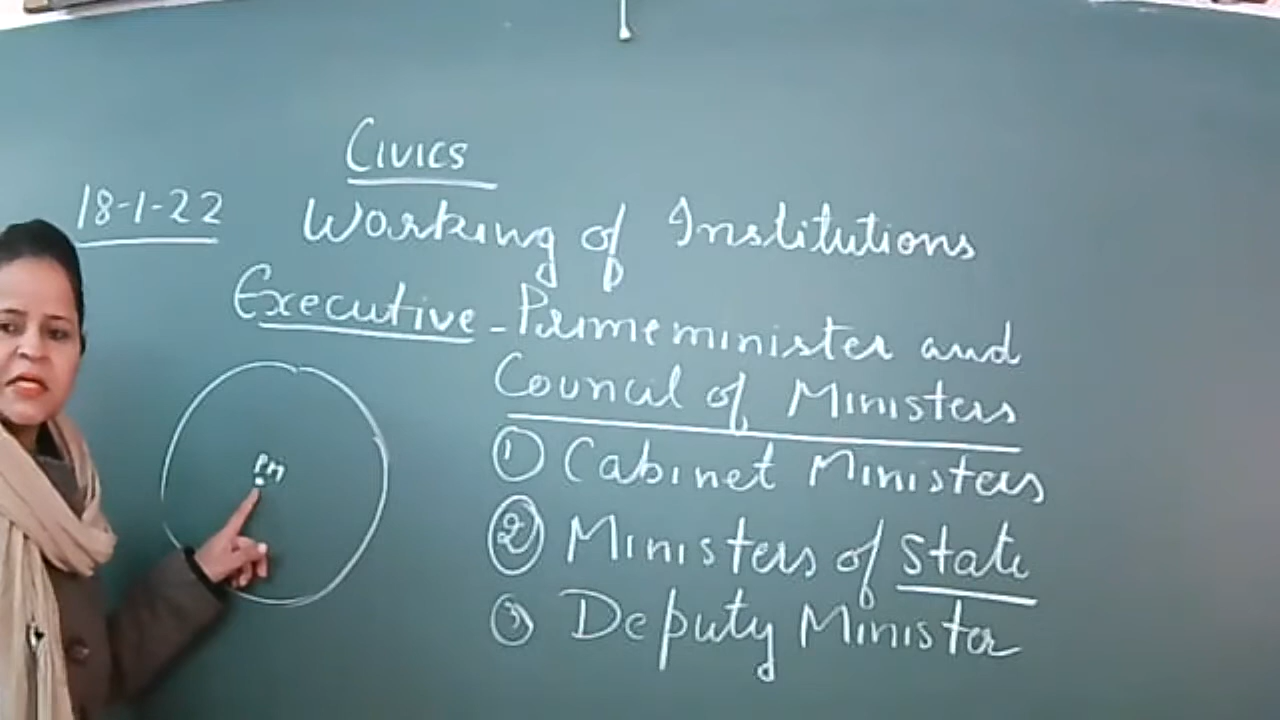 Civics
18-1-22
Working of Institutions
Executive - Primeminister and
Council of Ministers
① Cabinet Ministers
② Ministers of State
③ Deputy Minister
PM